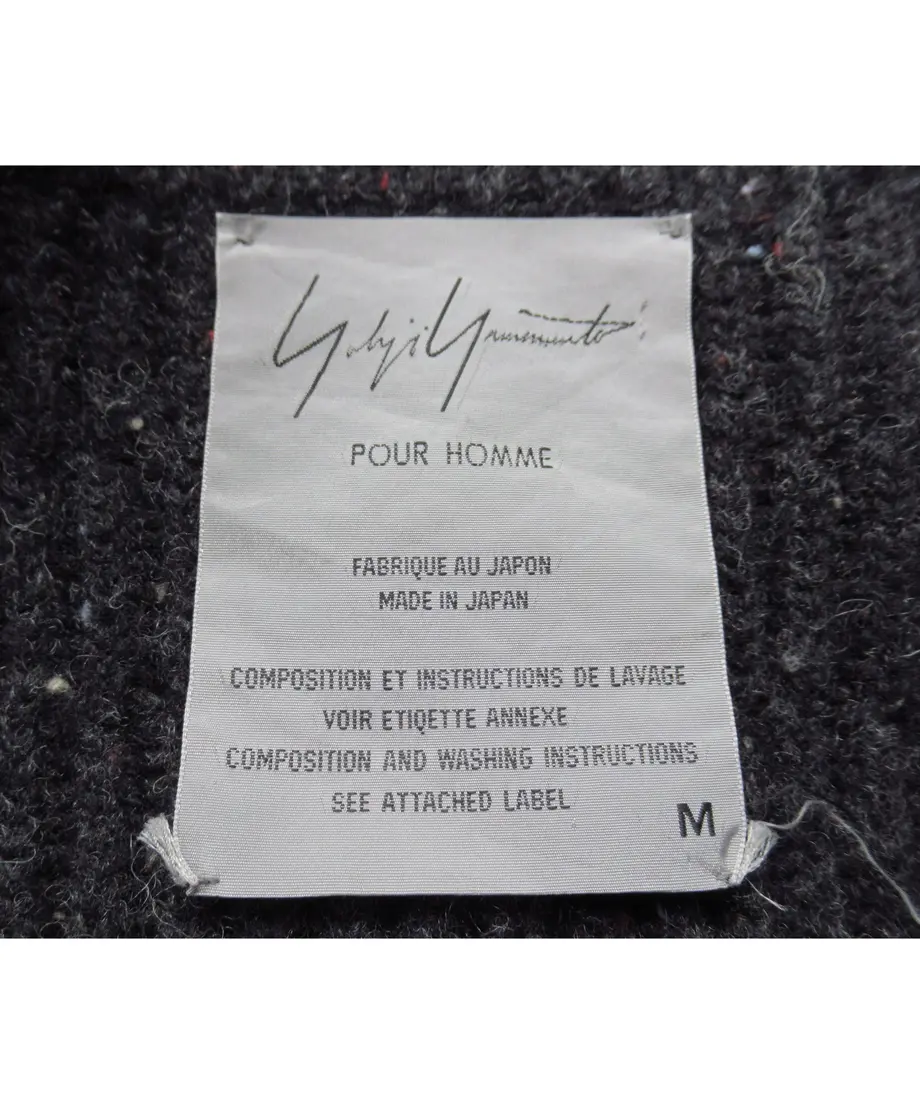 Yohji Yamamoto
POUR HOMME
FABRIQUE AU JAPON
MADE IN JAPAN
COMPOSITION ET INSTRUCTIONS DE LAVAGE
VOIR ETIQETTE ANNEXE
COMPOSITION AND WASHING INSTRUCTIONS
SEE ATTACHED LABEL
M